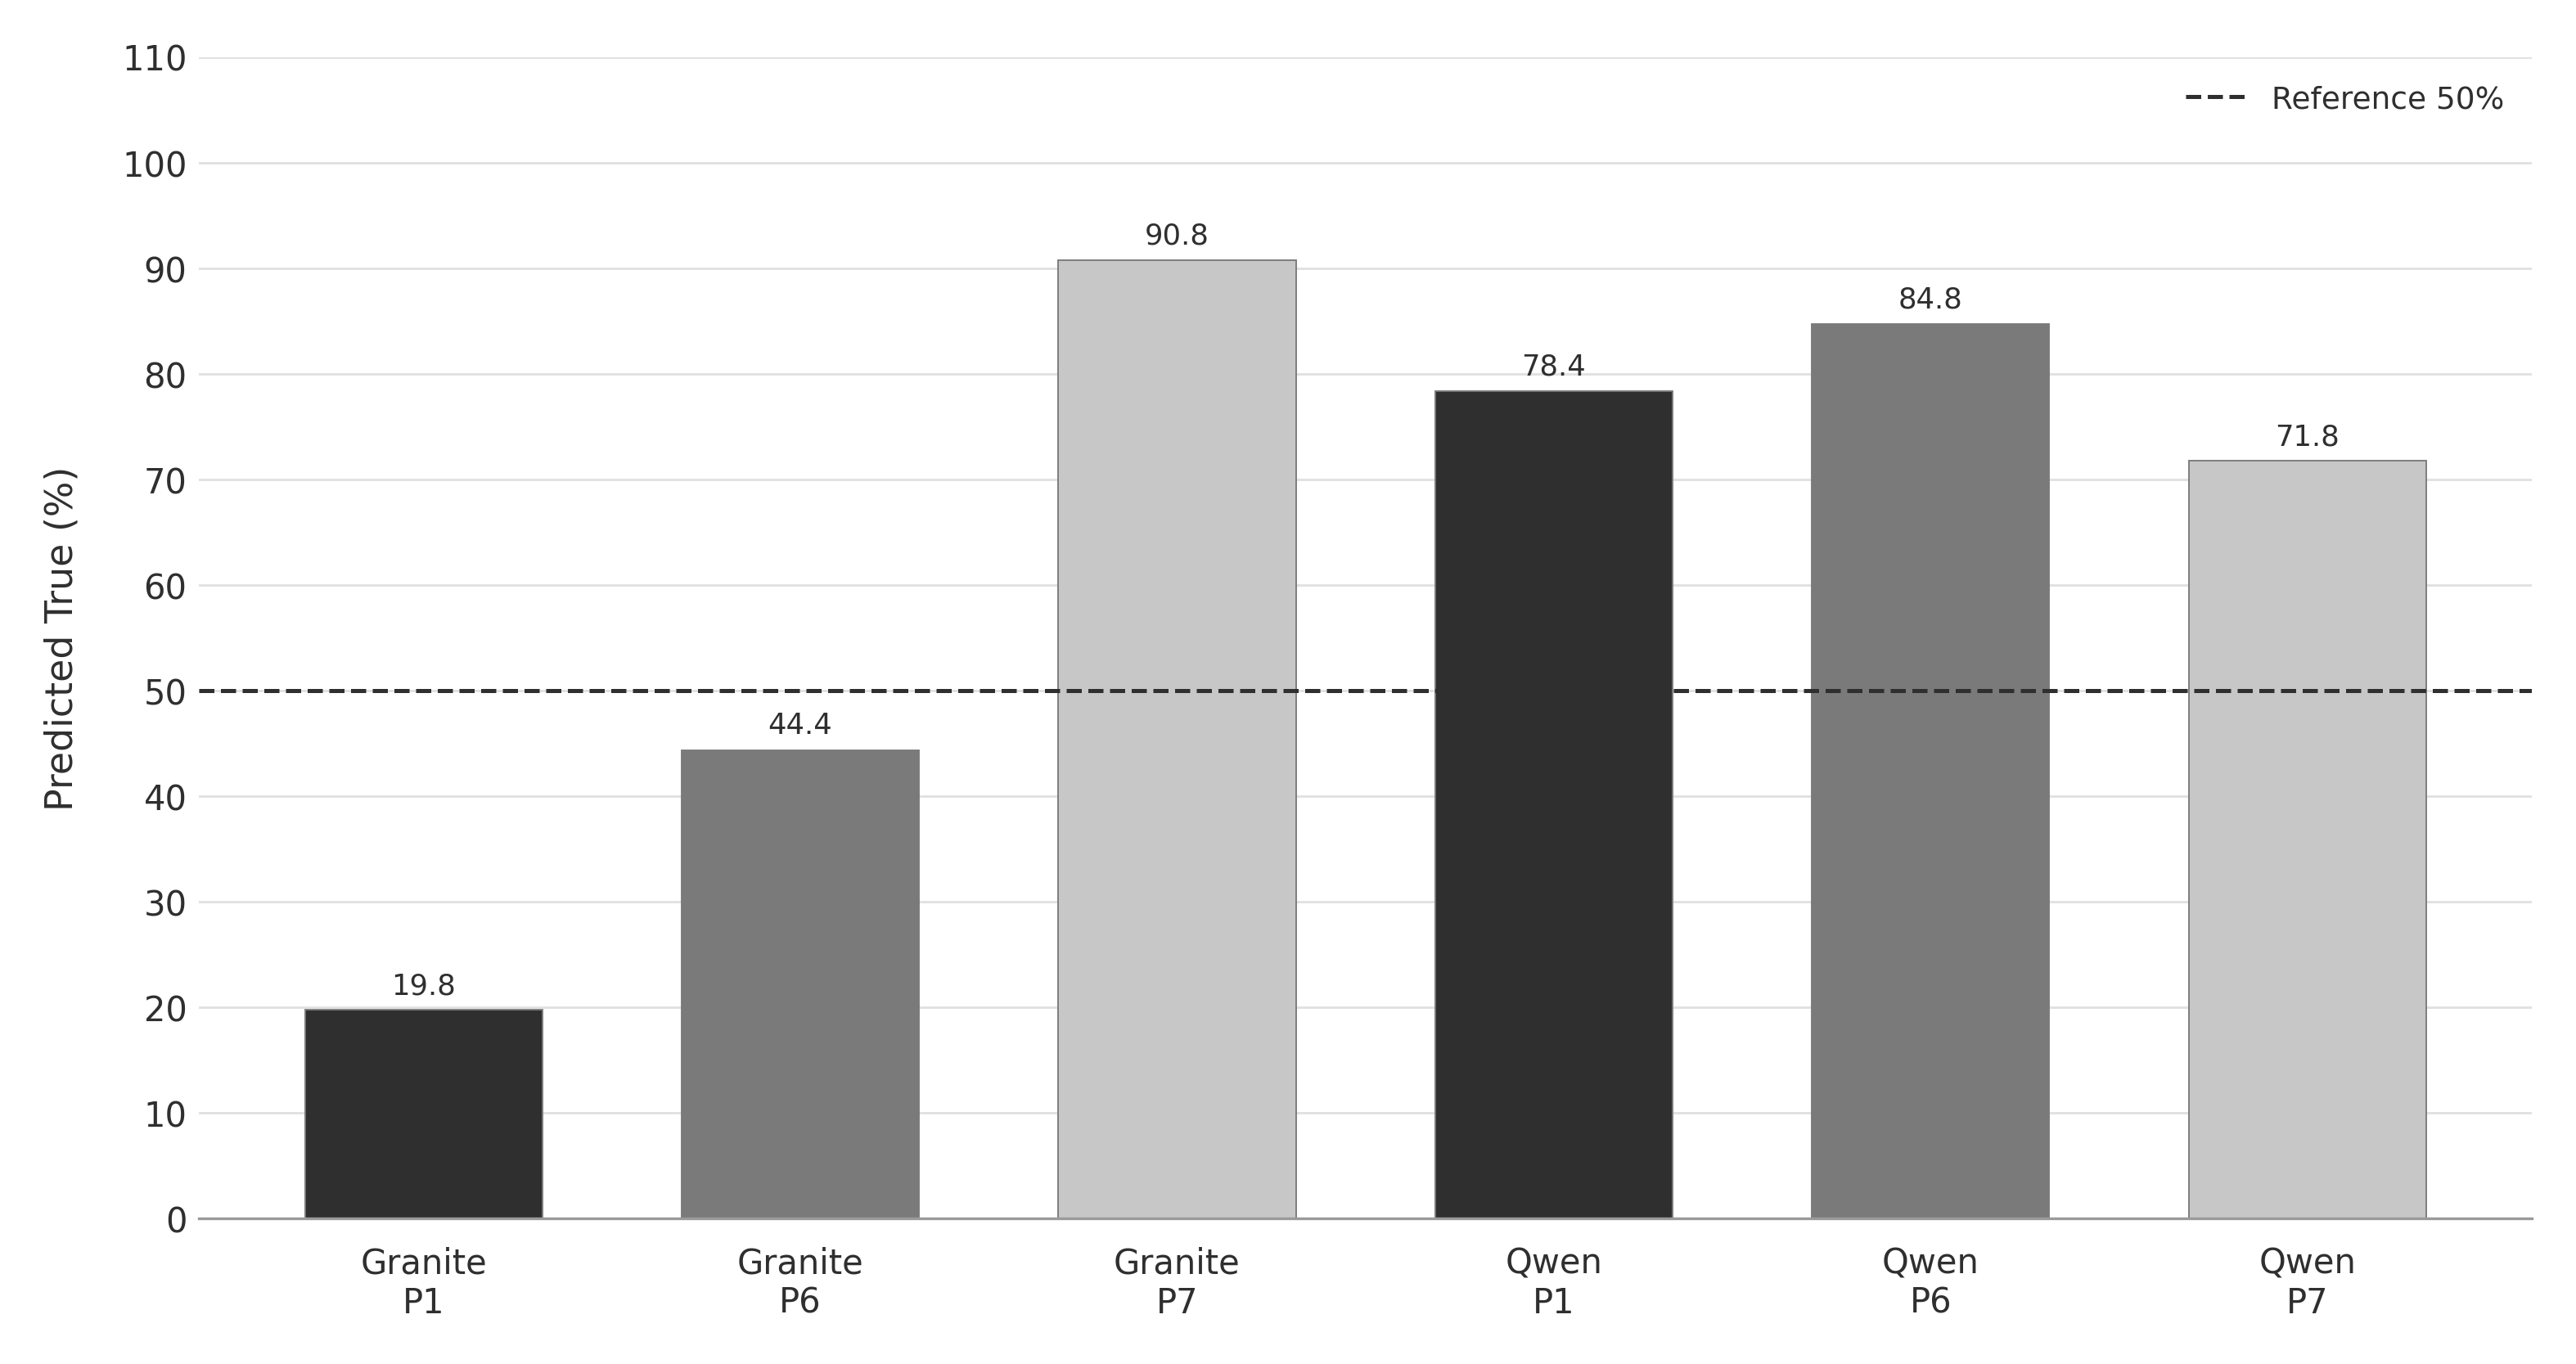 110
Reference 50%
100
90.8
90
84.8
78.4
80
71.8
70
Predicted True (%)
60
50
44.4
40
30
19.8
20
10
0
Granite
P1
Granite
P6
Granite
P7
Qwen
P1
Qwen
P6
Qwen
P7